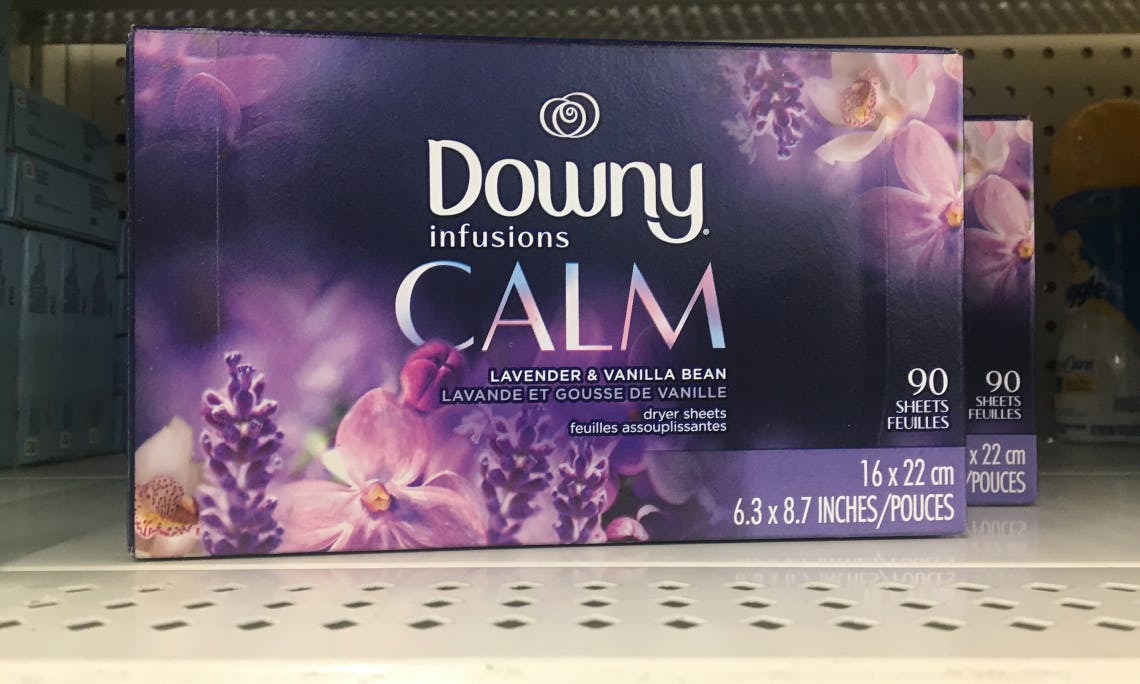 Downy
infusions
CALM
LAVENDER & VANILLA BEAN
LAVANDE ET GOUSSE DE VANILLE
dryer sheets
feuilles assouplissantes
90
SHEETS
FEUILLES
16 x 22 cm
6.3 x 8.7 INCHES/POUCES
90
SHEETS
FEUILLES
x 22 cm
/POUCES